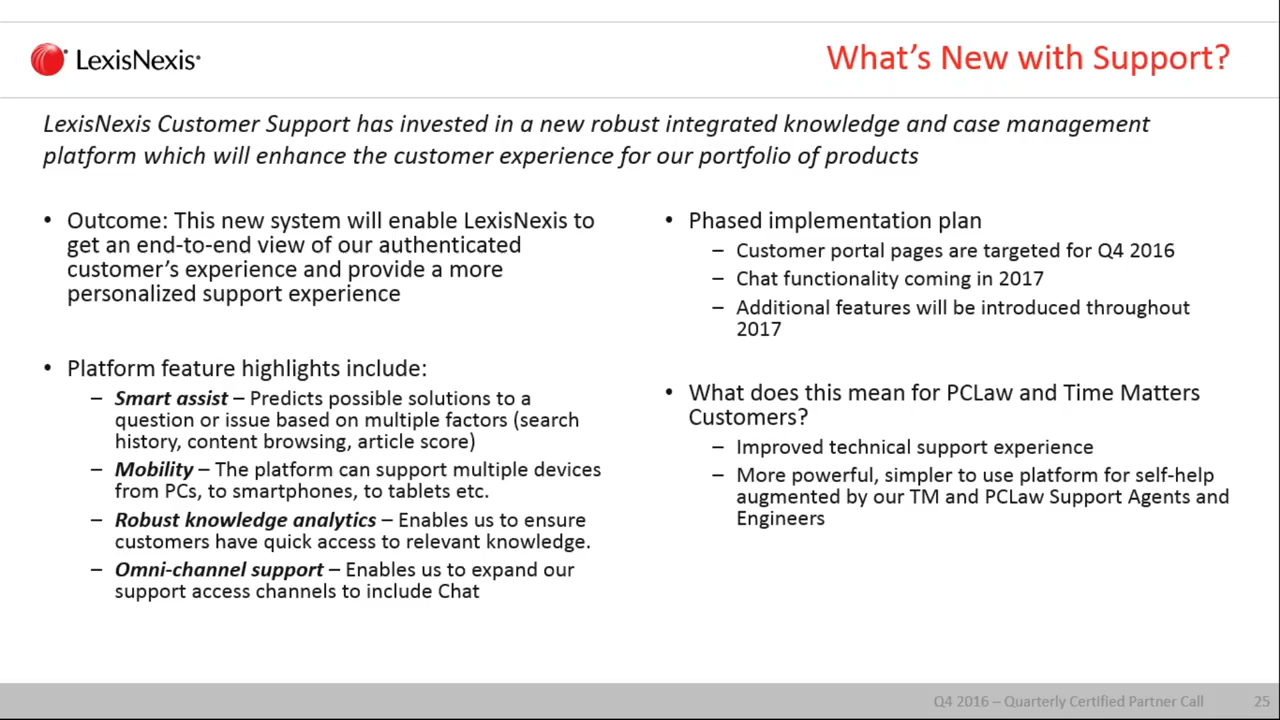 LexisNexis®
What's New with Support?
LexisNexis Customer Support has invested in a new robust integrated knowledge and case management
platform which will enhance the customer experience for our portfolio of products
• Outcome: This new system will enable LexisNexis to
get an end-to-end view of our authenticated
customer's experience and provide a more
personalized support experience
• Platform feature highlights include:
– Smart assist – Predicts possible solutions to a
question or issue based on multiple factors (search
history, content browsing, article score)
– Mobility – The platform can support multiple devices
from PCs, to smartphones, to tablets etc.
– Robust knowledge analytics – Enables us to ensure
customers have quick access to relevant knowledge.
– Omni-channel support – Enables us to expand our
support access channels to include Chat
• Phased implementation plan
– Customer portal pages are targeted for Q4 2016
– Chat functionality coming in 2017
– Additional features will be introduced throughout
2017
• What does this mean for PCLaw and Time Matters
Customers?
– Improved technical support experience
– More powerful, simpler to use platform for self-help
augmented by our TM and PCLaw Support Agents and
Engineers
Q4 2016 – Quarterly Certified Partner Call
25